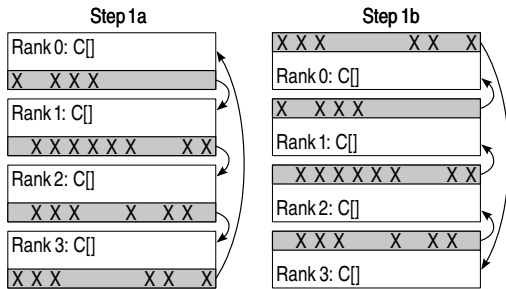 Step 1a
Rank 0: C[]
X X X X
Rank 1: C[]
X X X X X X X X
Rank 2: C[]
X X X X X X
Rank 3: C[]
X X X X X X
Step 1b
X X X X X X
Rank 0: C[]
X X X X
Rank 1: C[]
X X X X X X X X
Rank 2: C[]
X X X X X X
Rank 3: C[]